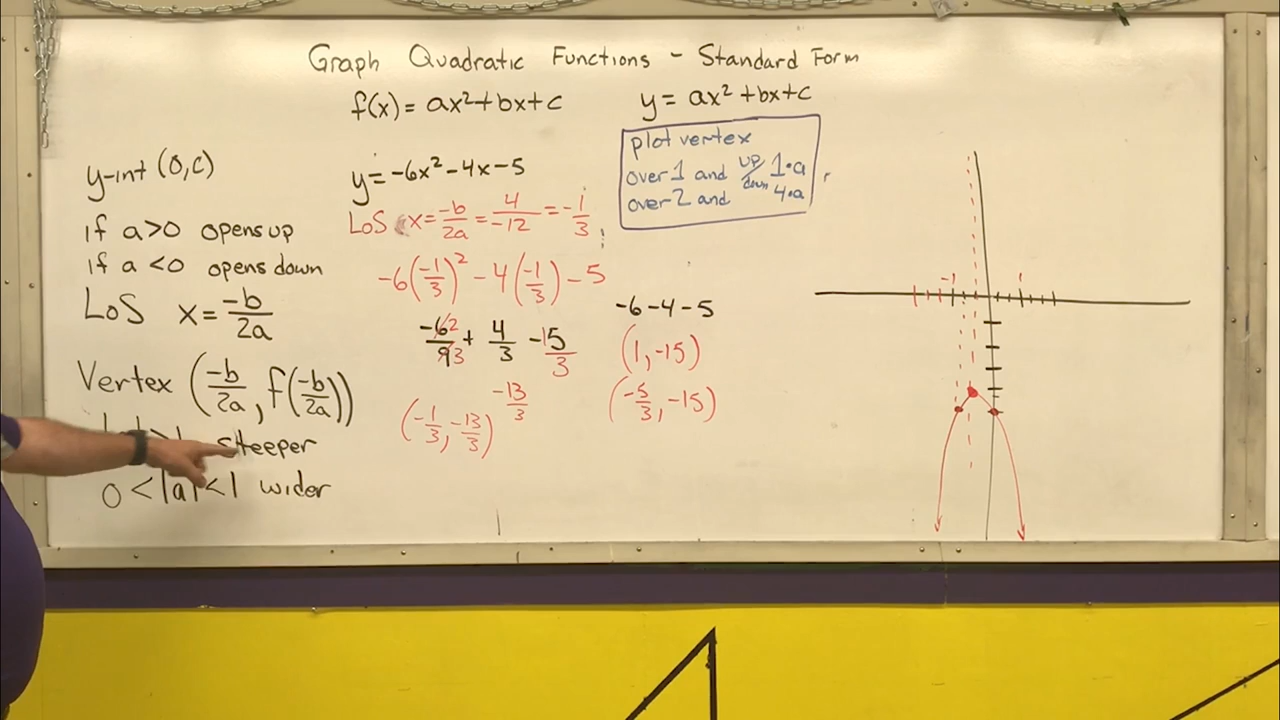 Graph Quadratic Functions - Standard Form
f(x) = ax²+bx+c
y = ax²+bx+c
plot vertex
over 1 and up/down 1·a
over 2 and 4·a
y-int (0,c)
if a>0 opens up
if a<0 opens down
LoS x = -b/2a
Vertex (-b/2a, f(-b/2a))
steeper
0<|a|<1 wider
y = -6x²-4x-5
LoS x = -b/2a = 4/-12 = -1/3
-6(-1/3)² - 4(-1/3) - 5
-6 2/9 3 + 4/3 - 15/3
-13/3
(-1/3, -13/3)
-6-4-5
(1, -15)
(-5/3, -15)
-1 1